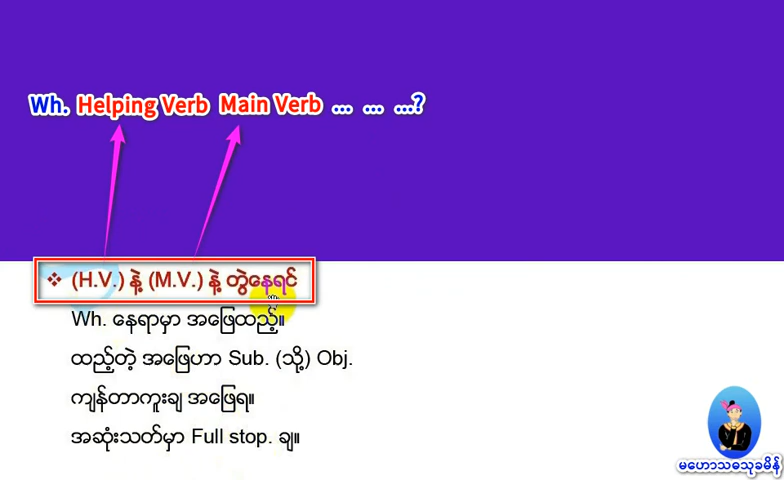 Wh. Helping Verb Main Verb ... ... ...?
❖ (H.V.) နဲ့ (M.V.) နဲ့ တွဲနေရင်
Wh. နေရာမှာ အဖြေထည့်။
ထည့်တဲ့ အဖြေဟာ Sub. (သို့) Obj.
ကျန်တာကူးချ အဖြေရ။
အဆုံးသတ်မှာ Full stop. ချ။
မဟောသဓသုခမိန်